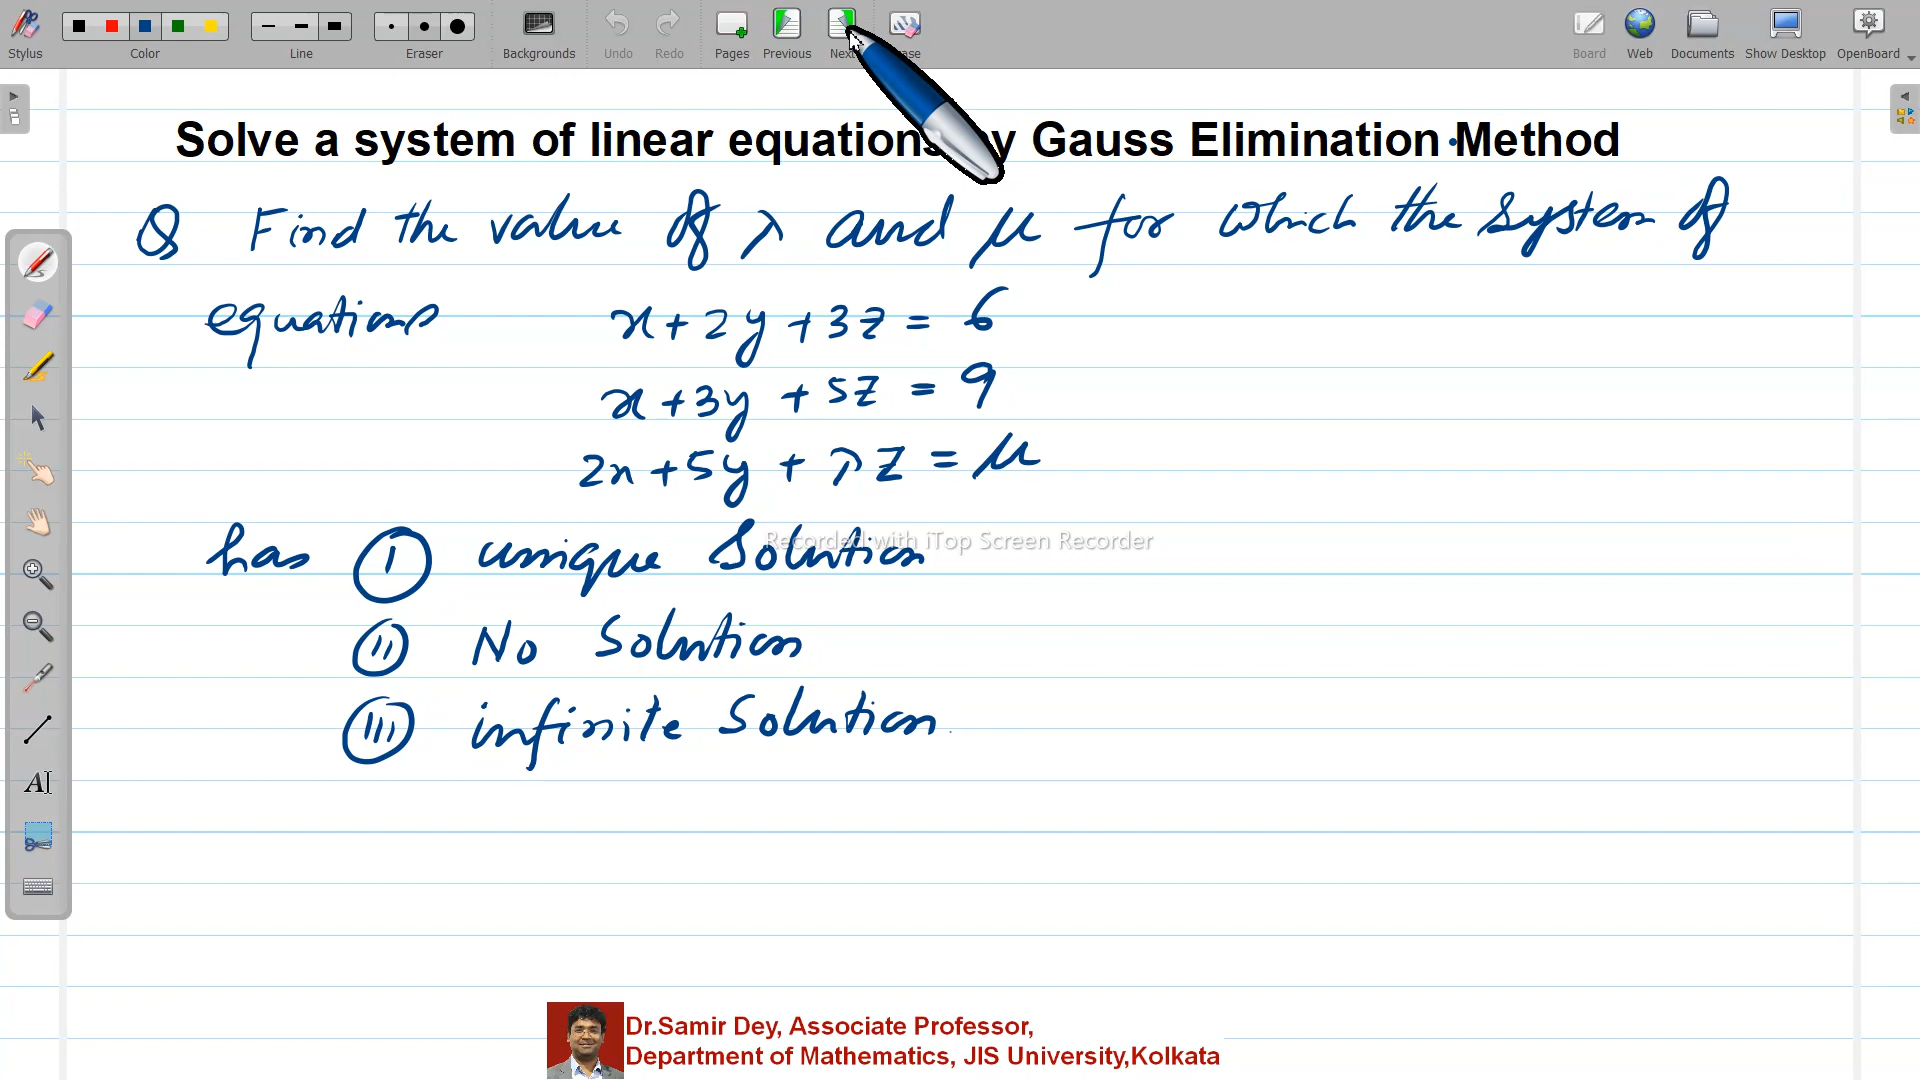 Stylus Color Line Eraser Backgrounds Undo Redo Pages Previous Next Board Web Documents Show Desktop OpenBoard
Solve a system of linear equations by Gauss Elimination Method
Q Find the value of λ and μ for which the system of
equations x+2y+3z = 6
x+3y+5z = 9
2x+5y+λz = μ
has (I) unique Solution
Recorded with iTop Screen Recorder
(II) No Solution
(III) infinite Solution.
AI
Dr.Samir Dey, Associate Professor,
Department of Mathematics, JIS University,Kolkata